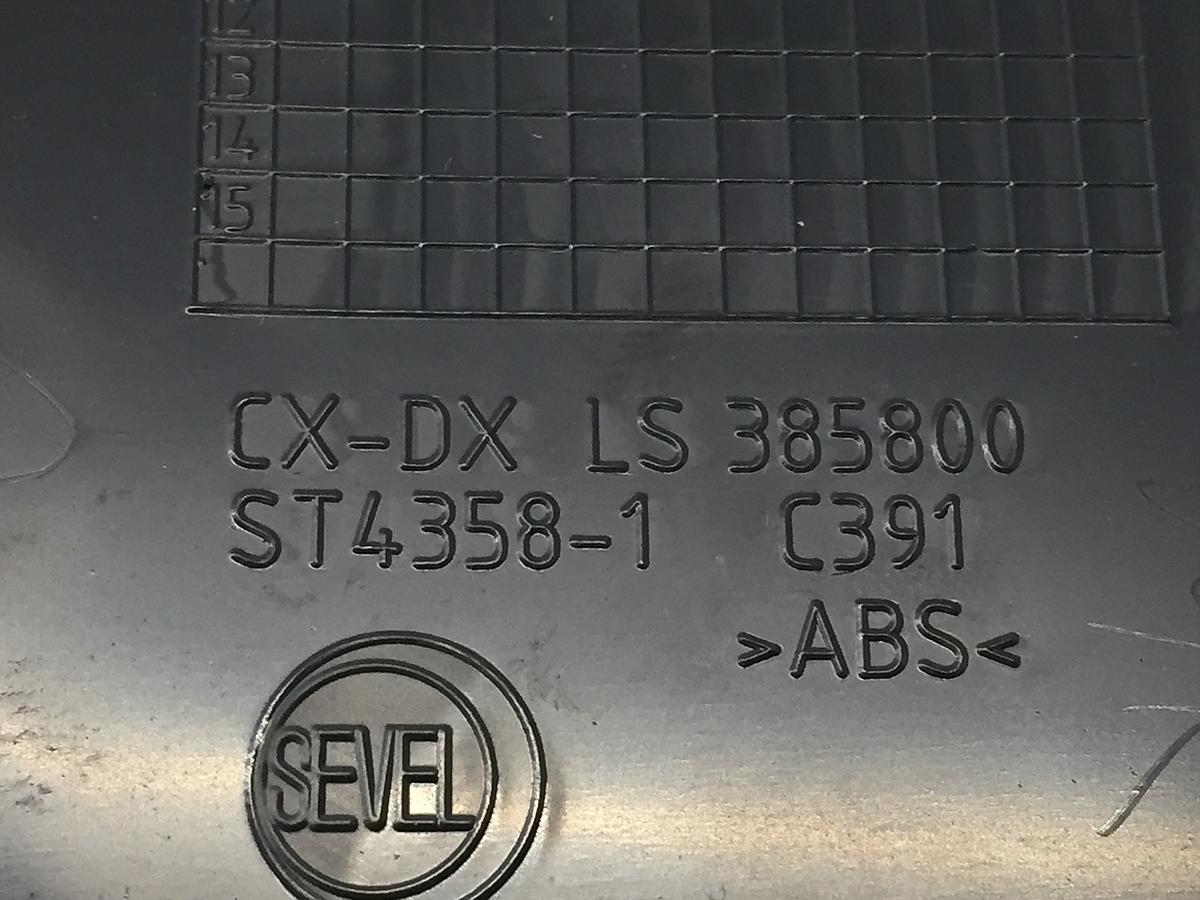 12
13
14
15
CX-DX LS 385800
ST4358-1 C391
>ABS<
SEVEL